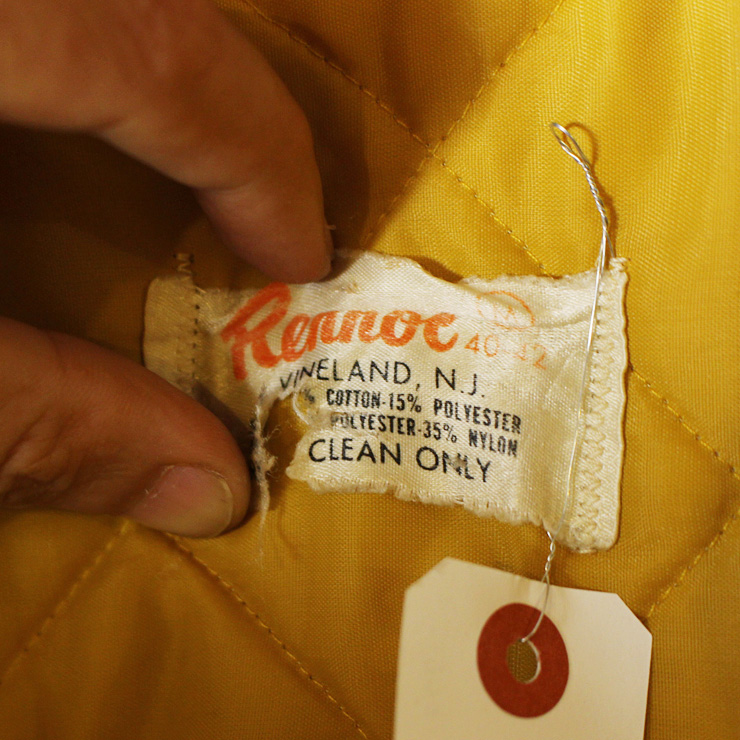 Rennoc
40-42
VINELAND, N.J.
% COTTON-15% POLYESTER
POLYESTER-35% NYLON
CLEAN ONLY